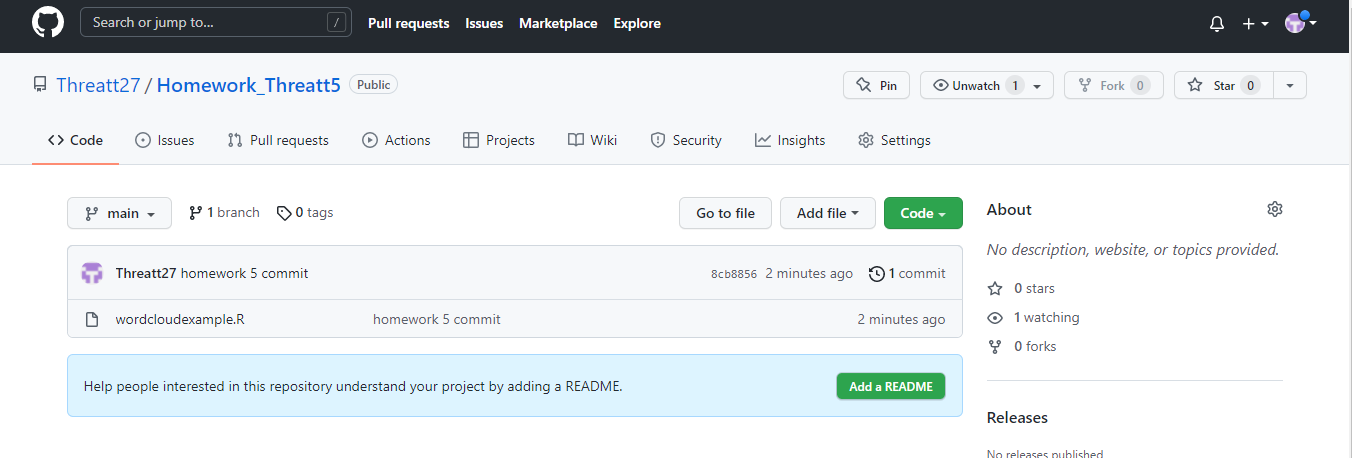 Search or jump to... / Pull requests Issues Marketplace Explore
Threatt27 / Homework_Threatt5 Public Pin Unwatch 1 Fork 0 Star 0
Code Issues Pull requests Actions Projects Wiki Security Insights Settings
main 1 branch 0 tags Go to file Add file Code
Threatt27 homework 5 commit 8cb8856 2 minutes ago 1 commit
wordcloudexample.R homework 5 commit 2 minutes ago
Help people interested in this repository understand your project by adding a README. Add a README
About
No description, website, or topics provided.
0 stars
1 watching
0 forks
Releases
No releases published